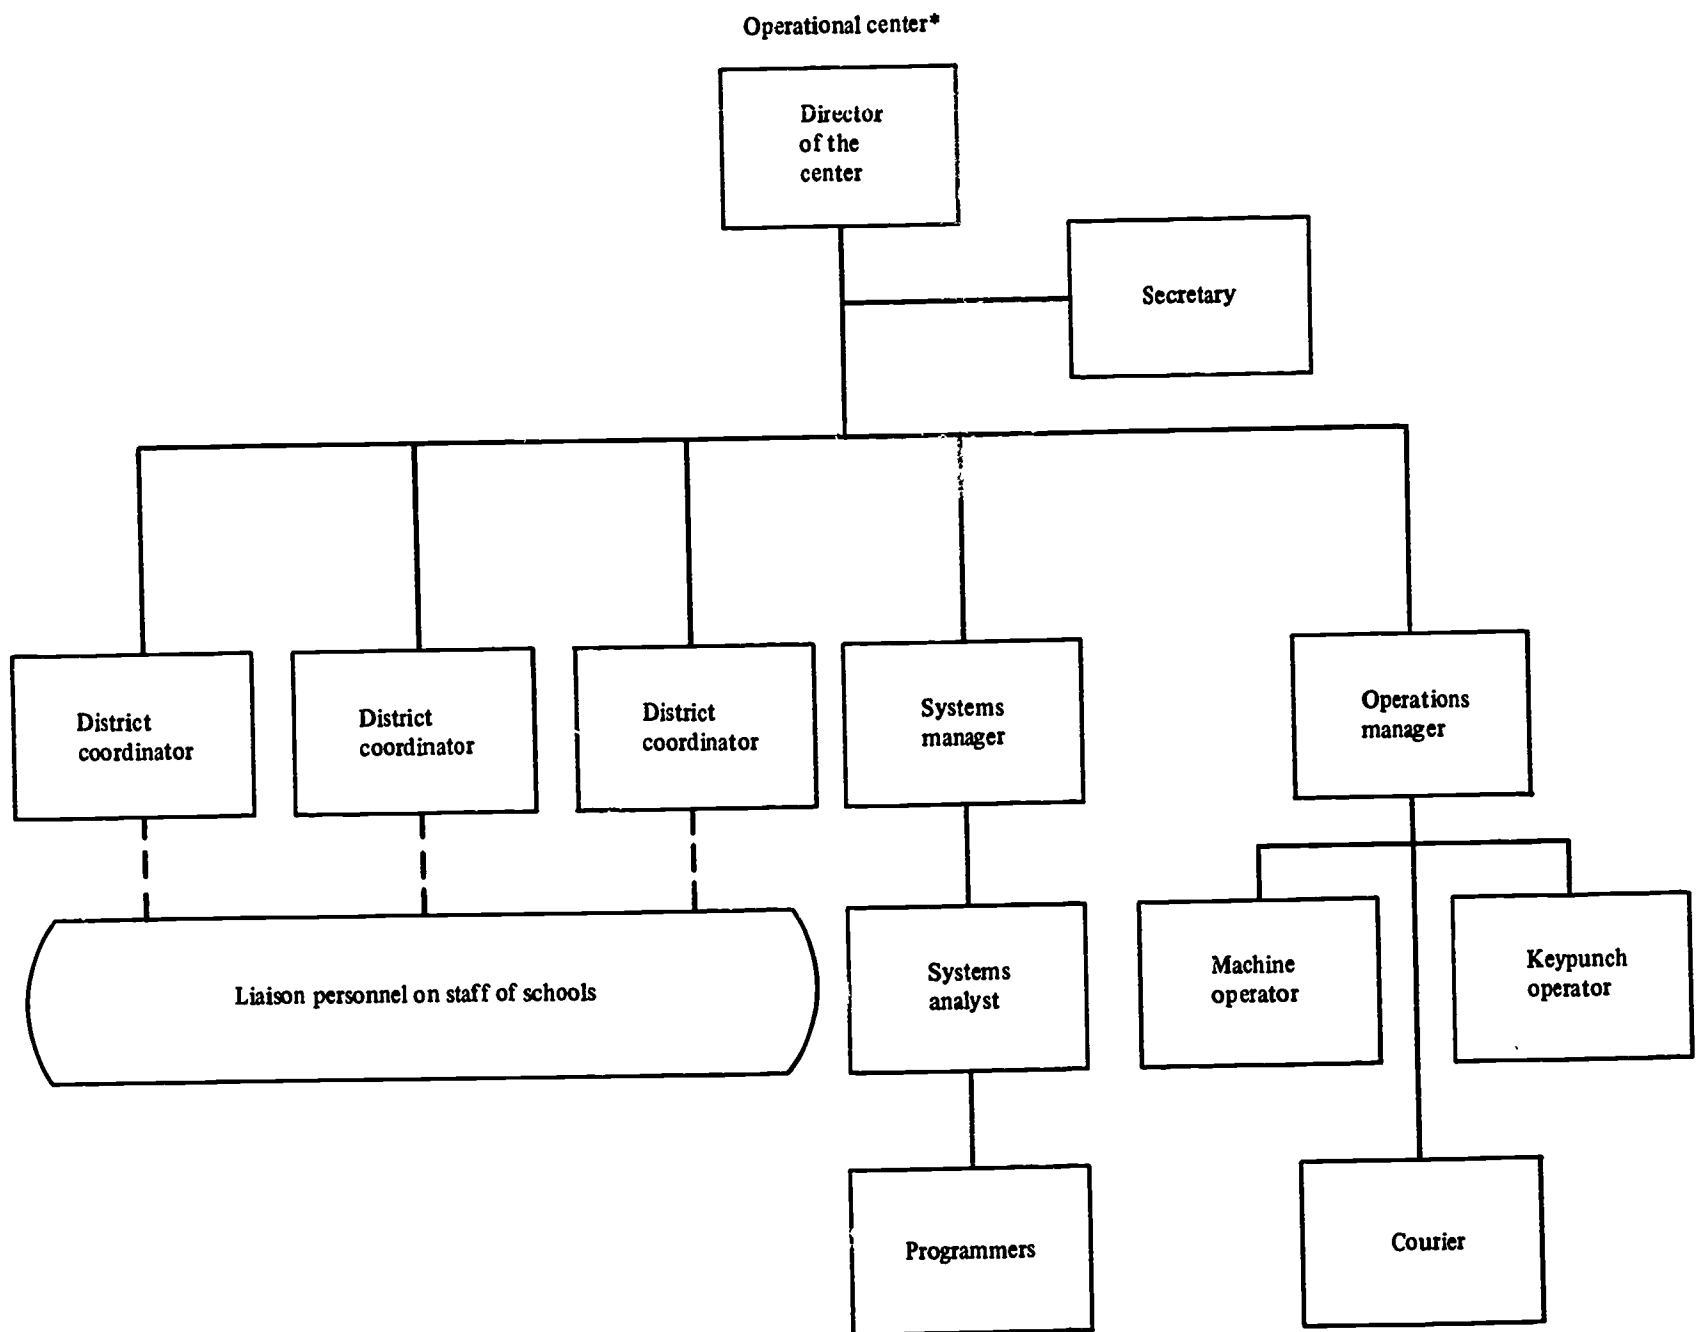 Operational center*
Director
of the
center
Secretary
District
coordinator
District
coordinator
District
coordinator
Systems
manager
Operations
manager
Liaison personnel on staff of schools
Systems
analyst
Machine
operator
Keypunch
operator
Programmers
Courier